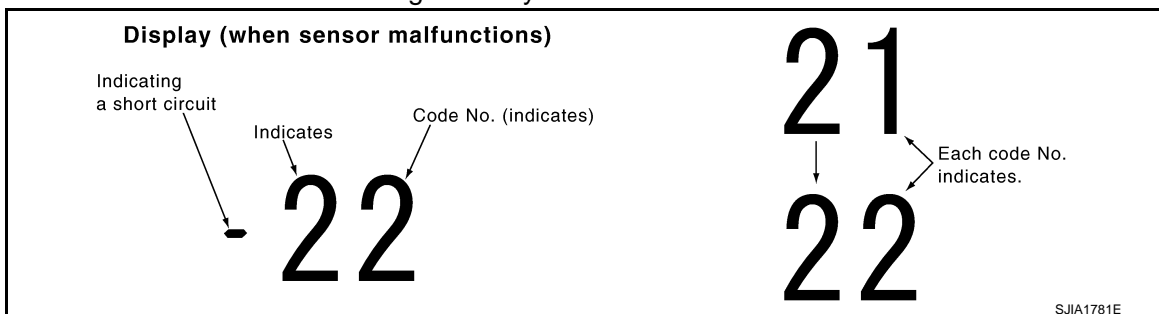 Display (when sensor malfunctions)
Indicating
a short circuit
Indicates
Code No. (indicates)
- 22
21
Each code No.
indicates.
22
SJIA1781E